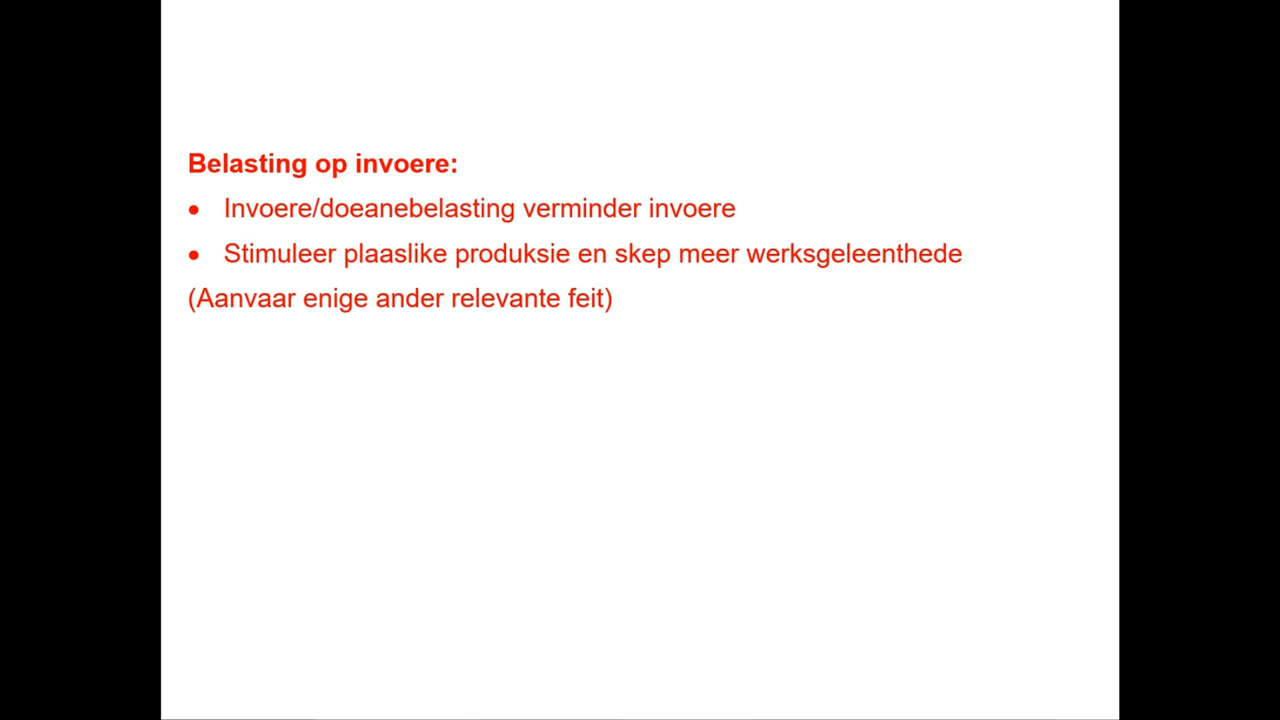 Belasting op invoere:
• Invoere/doeanebelasting verminder invoere
• Stimuleer plaaslike produksie en skep meer werksgeleenthede
(Aanvaar enige ander relevante feit)